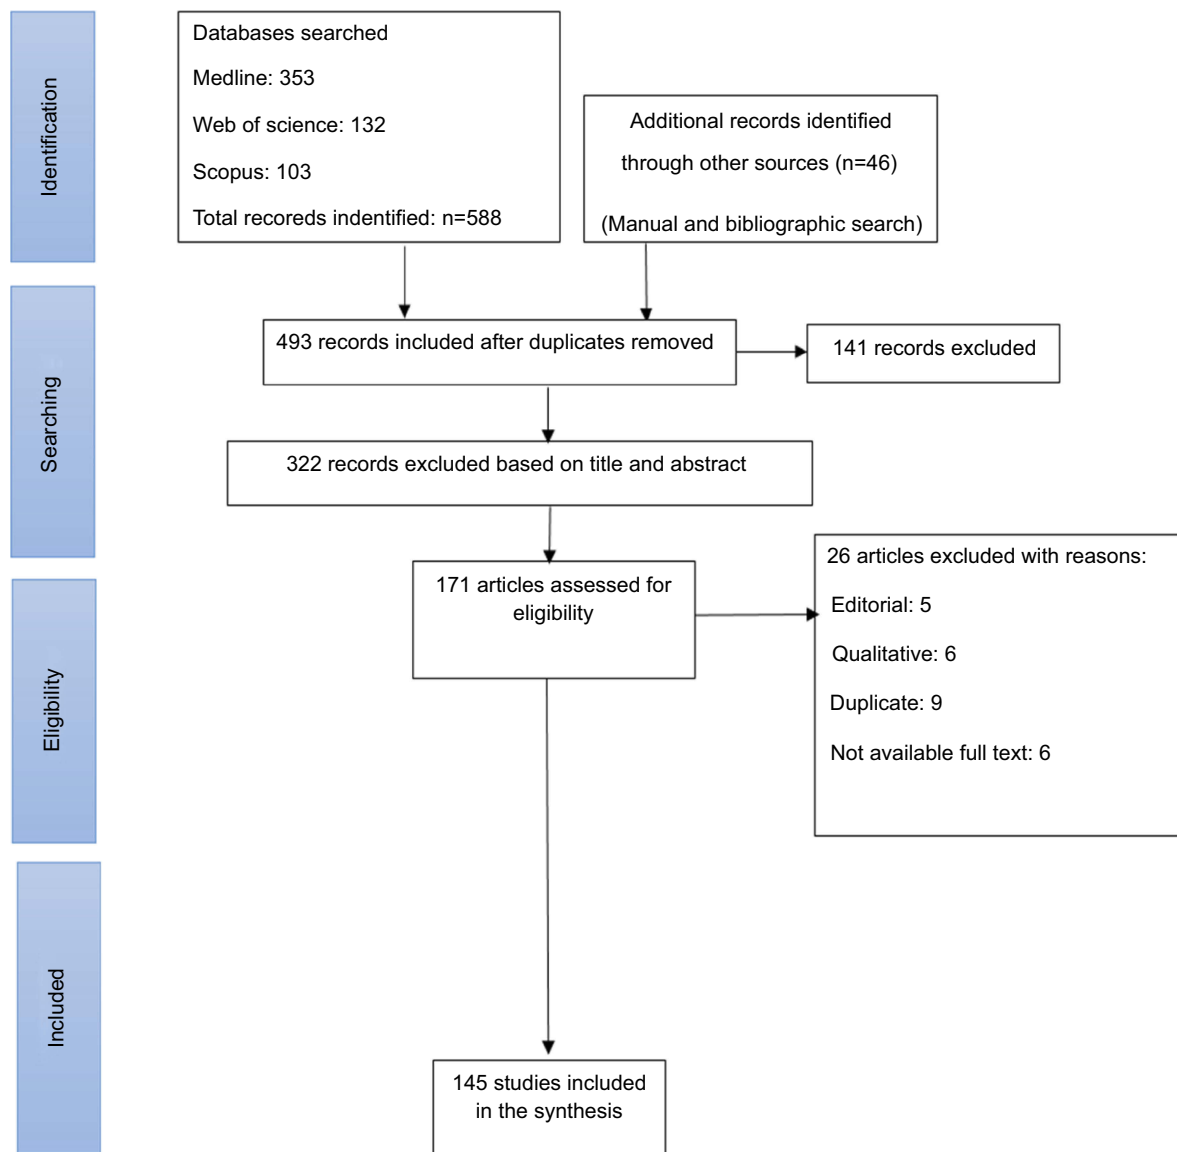 Identification
Databases searched
Medline: 353
Web of science: 132
Scopus: 103
Total recoreds indentified: n=588
Additional records identified
through other sources (n=46)
(Manual and bibliographic search)
Searching
493 records included after duplicates removed
141 records excluded
322 records excluded based on title and abstract
Eligibility
171 articles assessed for
eligibility
26 articles excluded with reasons:
Editorial: 5
Qualitative: 6
Duplicate: 9
Not available full text: 6
Included
145 studies included
in the synthesis